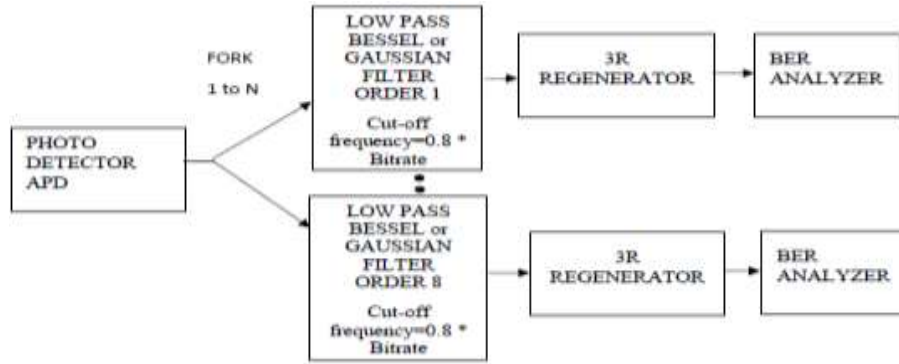 FORK
1 to N
PHOTO
DETECTOR
APD
LOW PASS
BESSEL or
GAUSSIAN
FILTER
ORDER 1
Cut-off
frequency=0.8 *
Bitrate
3R
REGENERATOR
BER
ANALYZER
LOW PASS
BESSEL or
GAUSSIAN
FILTER
ORDER 8
Cut-off
frequency=0.8 *
Bitrate
3R
REGENERATOR
BER
ANALYZER